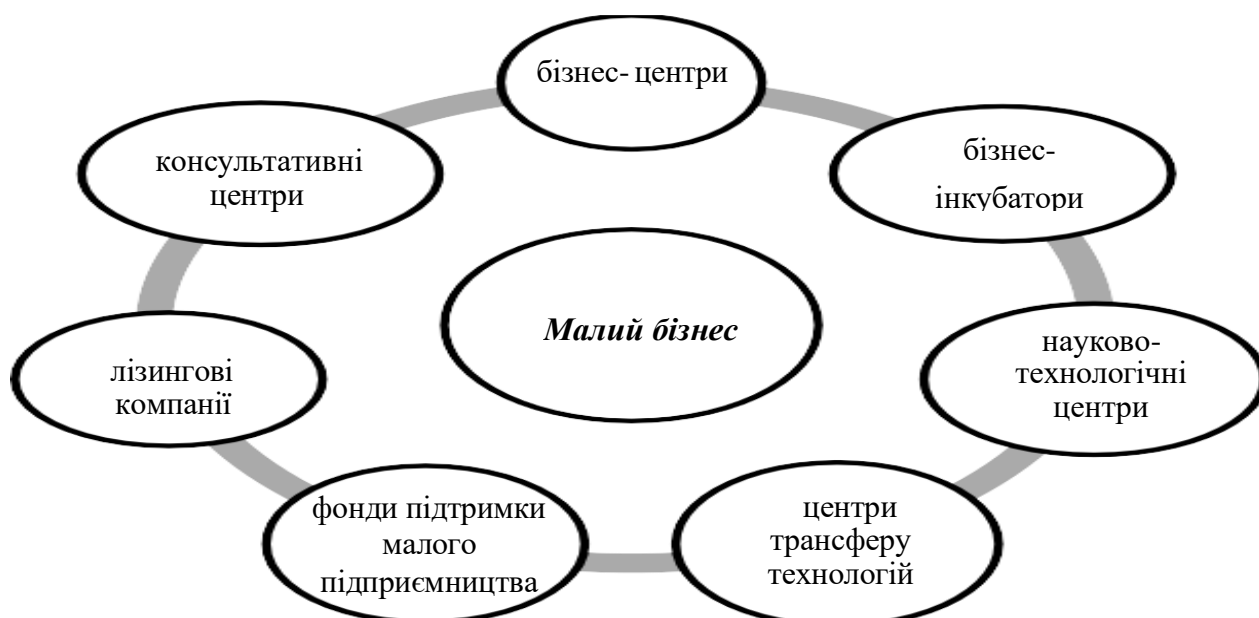 бізнес- центри
консультативні
центри
бізнес-
інкубатори
Малий бізнес
науково-
технологічні
центри
лізингові
компанії
фонди підтримки
малого
підприємництва
центри
трансферу
технологій